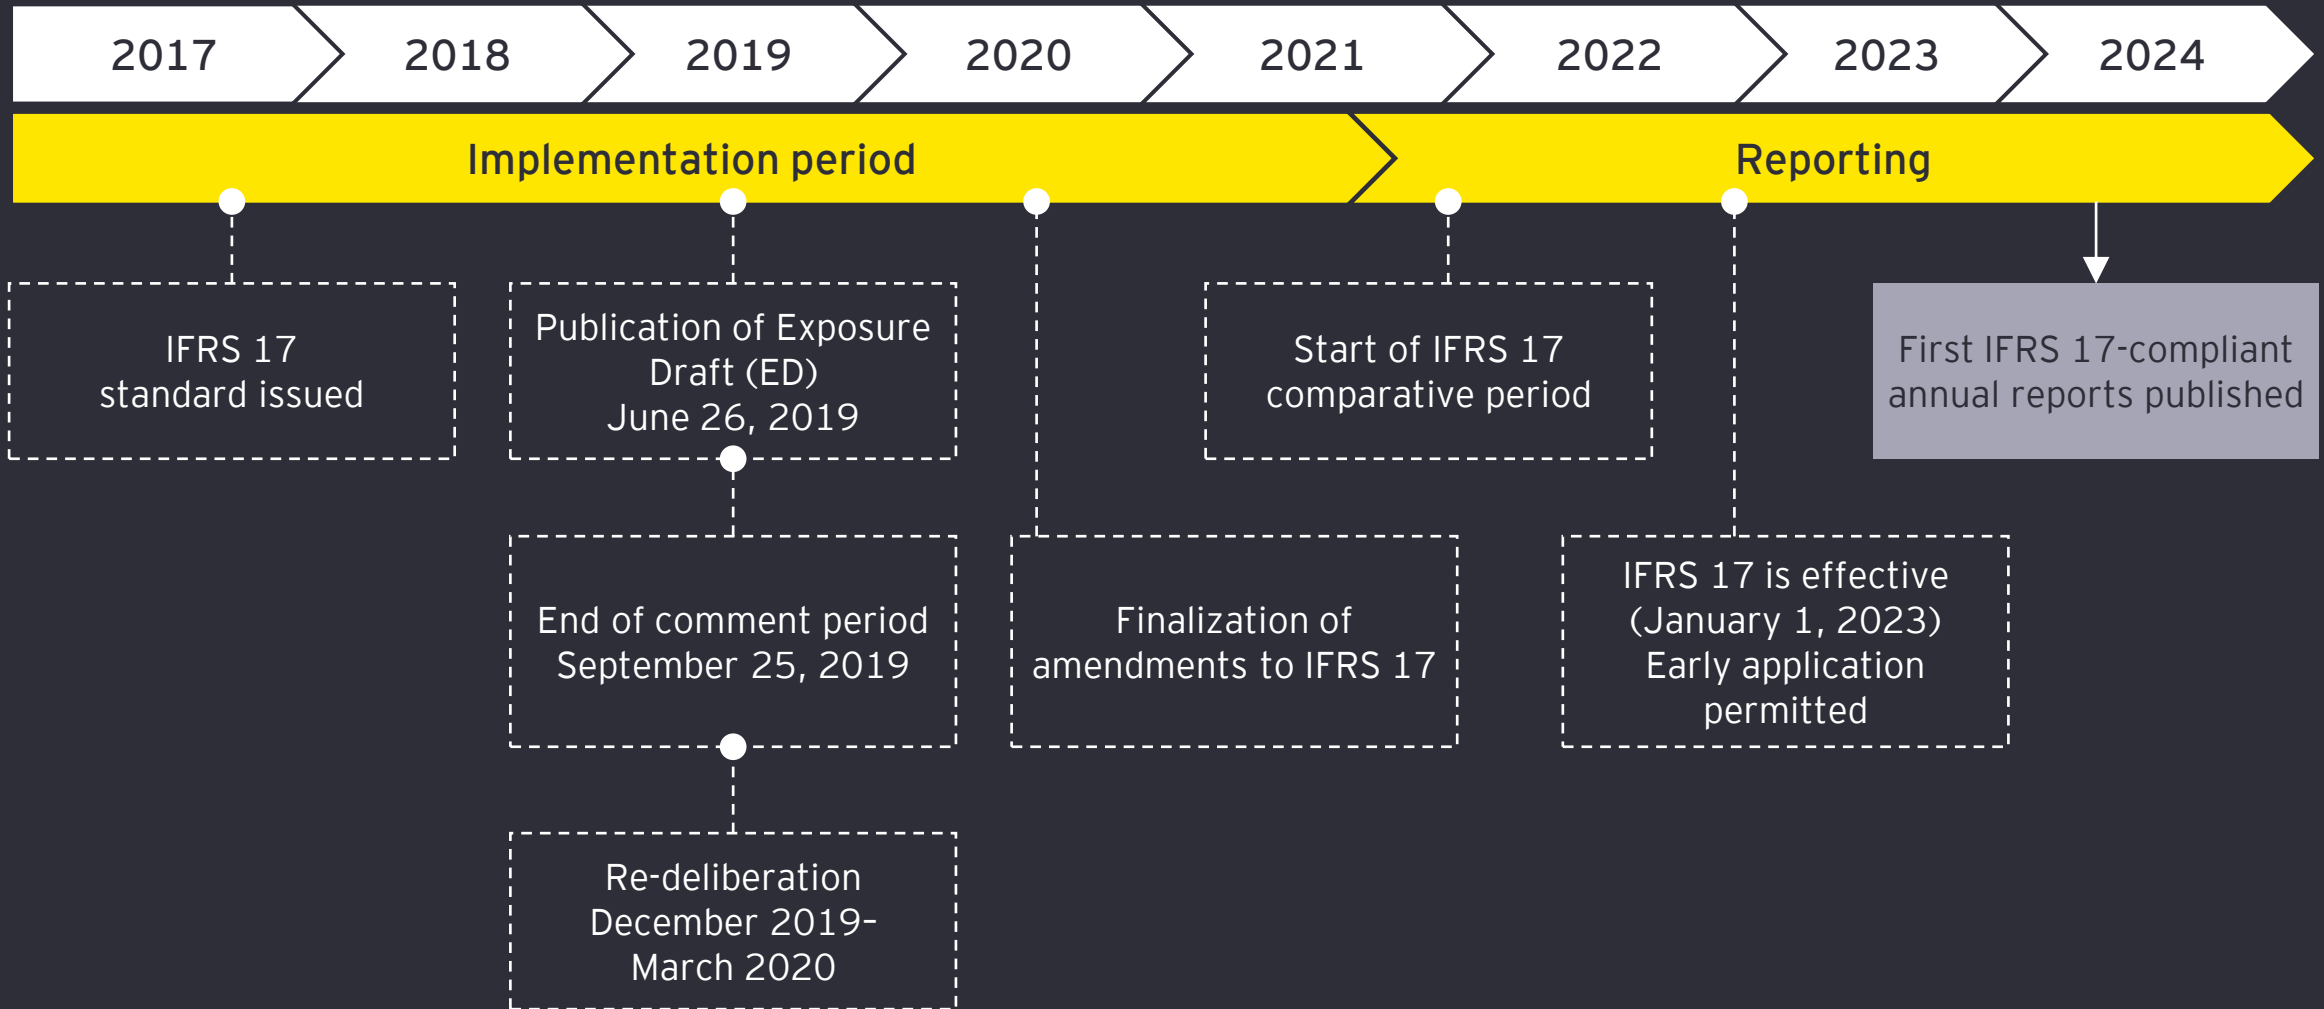 2017
2018
2019
2020
2021
2022
2023
2024
Implementation period
Reporting
IFRS 17
standard issued
Publication of Exposure
Draft (ED)
June 26, 2019
Start of IFRS 17
comparative period
First IFRS 17-compliant
annual reports published
End of comment period
September 25, 2019
Finalization of
amendments to IFRS 17
IFRS 17 is effective
(January 1, 2023)
Early application
permitted
Re-deliberation
December 2019–
March 2020